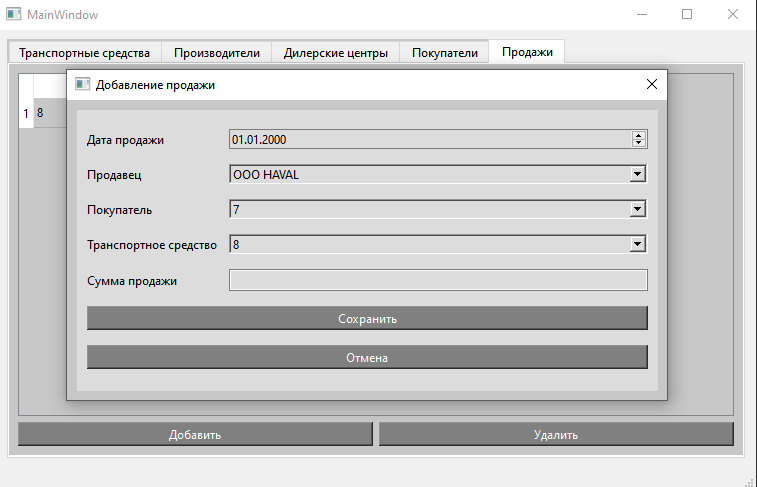 MainWindow
Транспортные средства Производители Дилерские центры Покупатели Продажи
Добавление продажи
1 8
Дата продажи 01.01.2000
Продавец ООО HAVAL
Покупатель 7
Транспортное средство 8
Сумма продажи
Сохранить
Отмена
Добавить Удалить